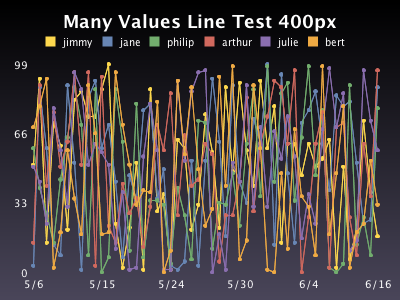 Many Values Line Test 400px
jimmy jude philip arthur julie bert
99
66
33
0
5/6 5/15 5/24 5/30 6/4 6/16